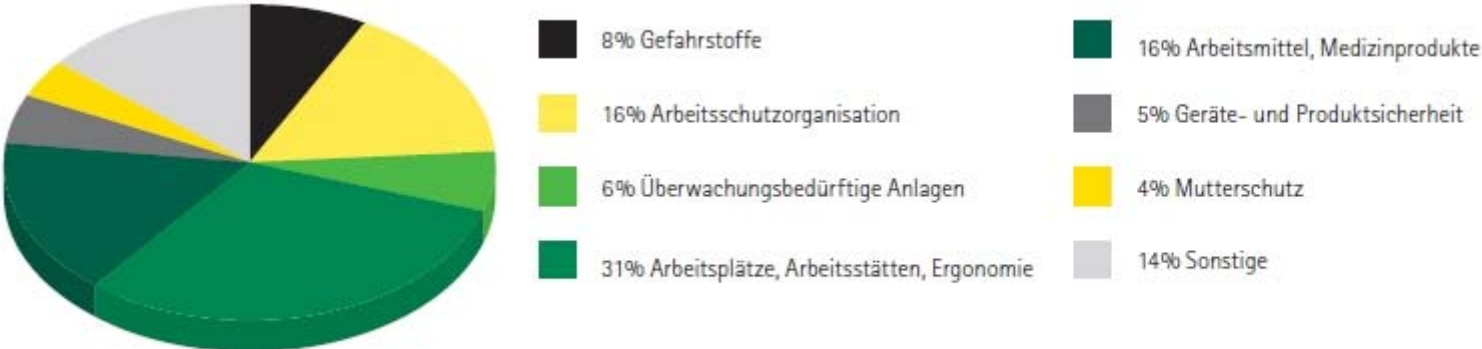 8% Gefahrstoffe
16% Arbeitsschutzorganisation
6% Überwachungsbedürftige Anlagen
31% Arbeitsplätze, Arbeitsstätten, Ergonomie
16% Arbeitsmittel, Medizinprodukte
5% Geräte- und Produktsicherheit
4% Mutterschutz
14% Sonstige